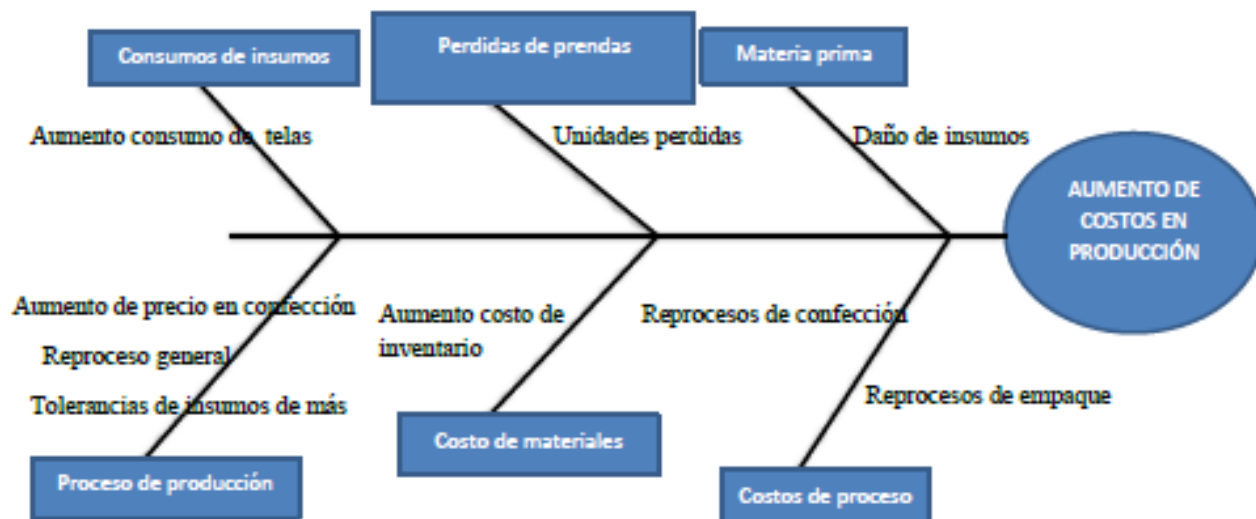 Consumos de insumos
Perdidas de prendas
Materia prima
Aumento consumo de telas
Unidades perdidas
Daño de insumos
AUMENTO DE
COSTOS EN
PRODUCCIÓN
Aumento de precio en confección
Reproceso general
Tolerancias de insumos de más
Aumento costo de
inventario
Reprocesos de confección
Reprocesos de empaque
Proceso de producción
Costo de materiales
Costos de proceso